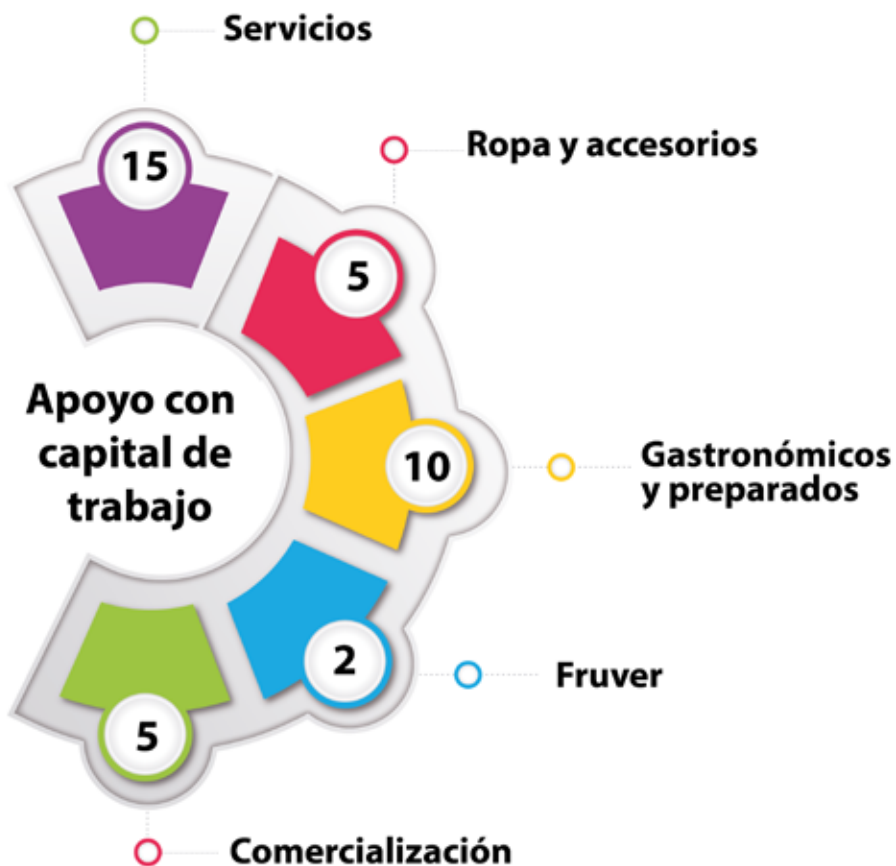 Servicios
15
Ropa y accesorios
5
Apoyo con
capital de
trabajo
10
Gastronómicos
y preparados
2
Fruver
5
Comercialización